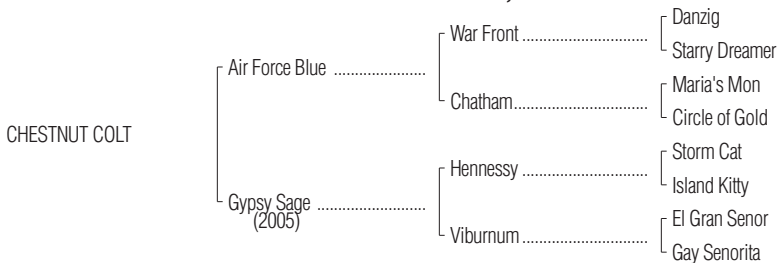 Danzig
War Front ................................
Starry Dreamer
Air Force Blue .......................
Maria's Mon
Chatham..................................
Circle of Gold
CHESTNUT COLT
Storm Cat
Hennessy ................................
Island Kitty
Gypsy Sage ...........................
(2005)
El Gran Senor
Viburnum................................
Gay Senorita